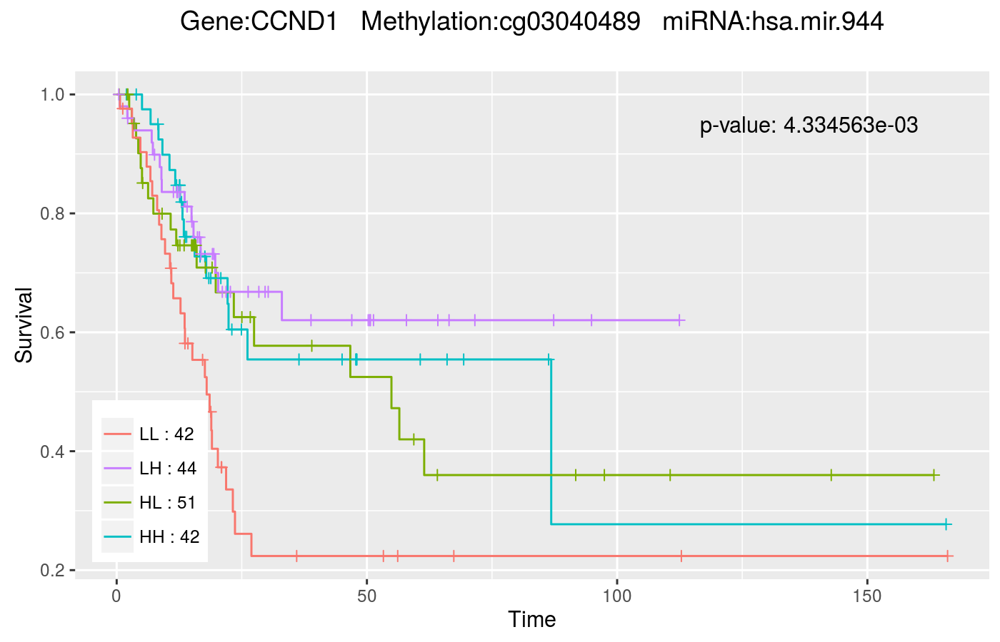 Gene:CCND1   Methylation:cg03040489   miRNA:hsa.mir.944
1.0
p-value: 4.334563e-03
0.8
0.6
Survival
0.4
0.2
LL : 42
LH : 44
HL : 51
HH : 42
0 50 100 150
Time